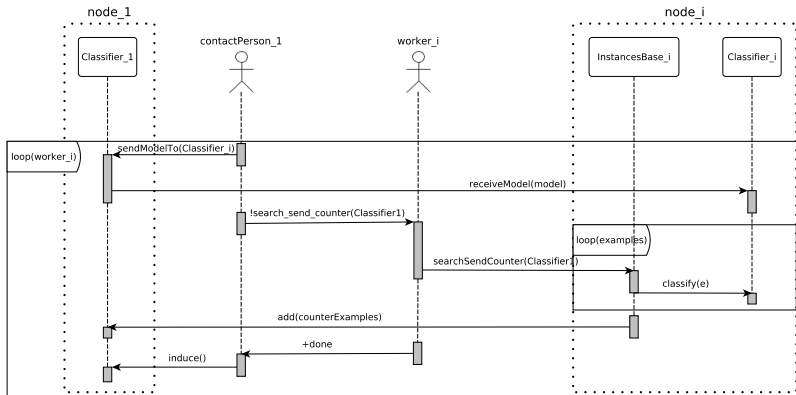 node_1
node_i
contactPerson_1
worker_i
Classifier_1
InstancesBase_i
Classifier_i
sendModelTo(Classifier_i)
loop(worker_i)
receiveModel(model)
!search_send_counter(Classifier1)
loop(examples)
searchSendCounter(Classifier1)
classify(e)
add(counterExamples)
+done
induce()